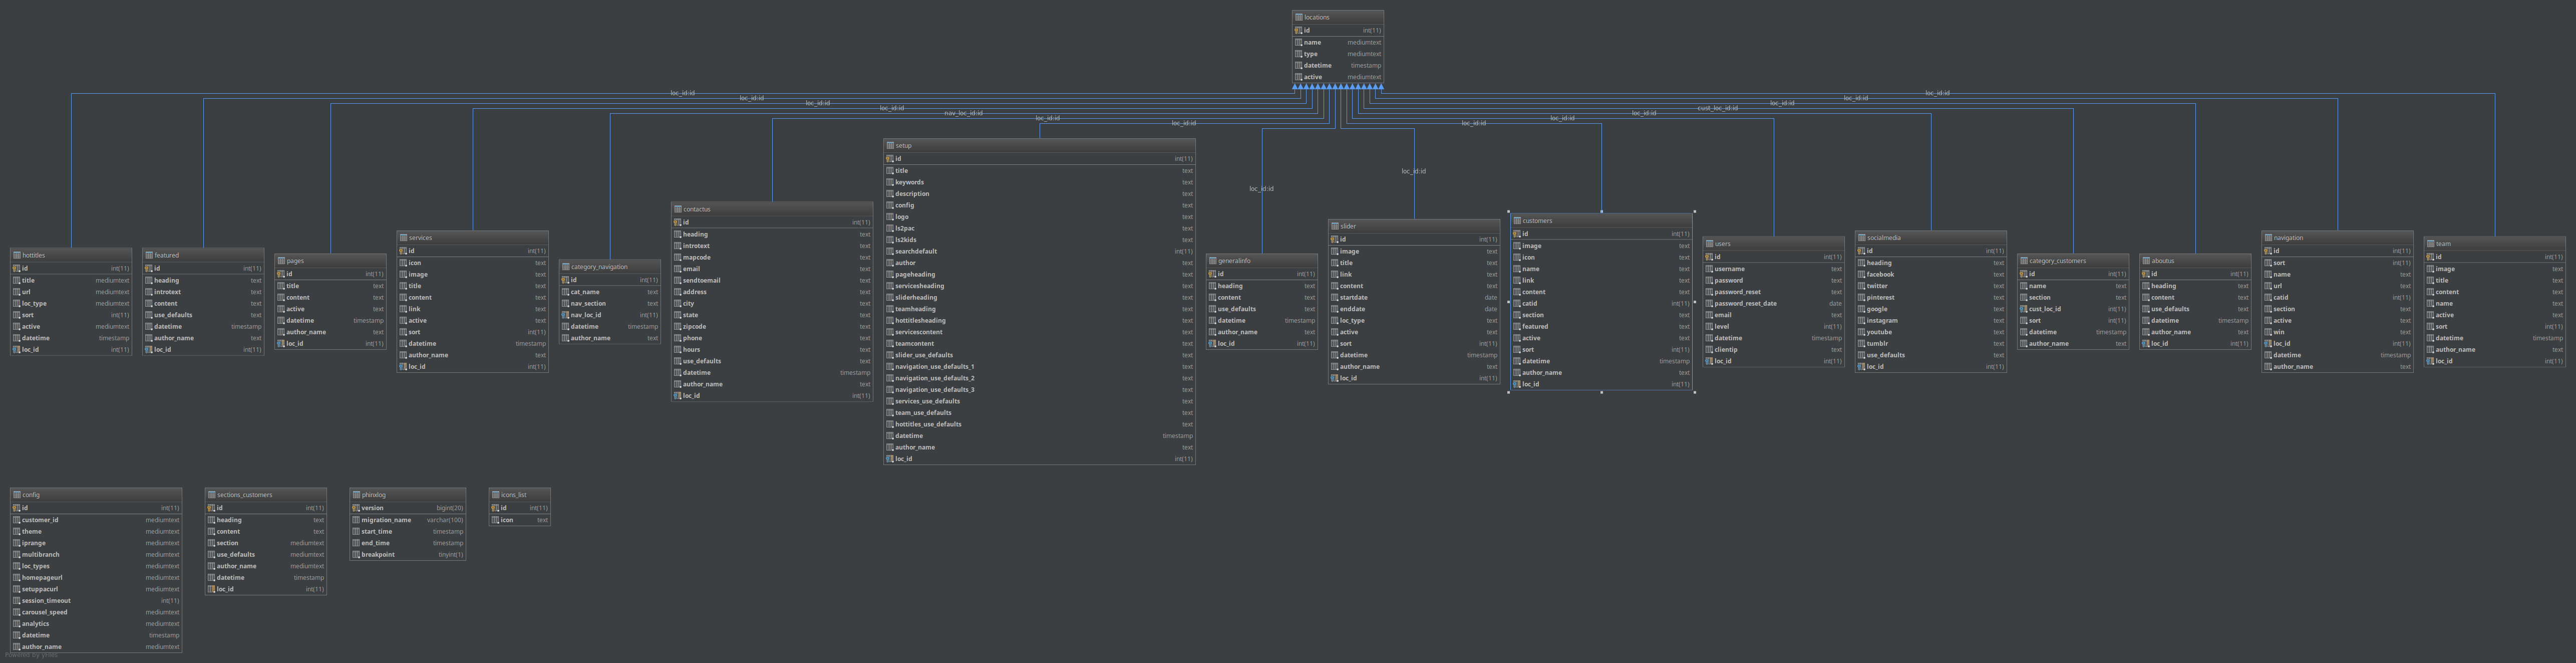 locations
id int(11)
name mediumtext
type mediumtext
datetime timestamp
active mediumtext
loc_id:id
loc_id:id
loc_id:id
loc_id:id
nav_loc_id:id
loc_id:id
loc_id:id
loc_id:id
loc_id:id
loc_id:id
loc_id:id
loc_id:id
cust_loc_id:id
loc_id:id
loc_id:id
loc_id:id
hottitles
id int(11)
title mediumtext
url mediumtext
loc_type mediumtext
sort int(11)
active mediumtext
datetime timestamp
loc_id int(11)
featured
id int(11)
heading text
introtext text
content text
use_defaults text
datetime timestamp
author_name text
loc_id int(11)
pages
id int(11)
title text
content text
active text
datetime timestamp
author_name text
loc_id int(11)
services
id int(11)
icon text
image text
title text
content text
link text
active text
sort int(11)
datetime timestamp
author_name text
loc_id int(11)
category_navigation
id int(11)
cat_name text
nav_section text
nav_loc_id int(11)
datetime timestamp
author_name text
contactus
id int(11)
heading text
introtext text
mapcode text
email text
sendtoemail text
address text
city text
state text
zipcode text
phone text
hours text
use_defaults text
datetime timestamp
author_name text
loc_id int(11)
setup
id int(11)
title text
keywords text
description text
config text
logo text
ls2pac text
ls2kids text
searchdefault int(11)
author text
pageheading text
servicesheading text
sliderheading text
teamheading text
hottitlesheading text
servicescontent text
teamcontent text
slider_use_defaults text
navigation_use_defaults_1 text
navigation_use_defaults_2 text
navigation_use_defaults_3 text
services_use_defaults text
team_use_defaults text
hottitles_use_defaults text
datetime timestamp
author_name text
loc_id int(11)
generalinfo
id int(11)
heading text
content text
use_defaults text
datetime timestamp
author_name text
loc_id int(11)
slider
id int(11)
image text
title text
link text
content text
startdate date
enddate date
loc_type text
active text
sort int(11)
datetime timestamp
author_name text
loc_id int(11)
customers
id int(11)
image text
icon text
name text
link text
content text
catid int(11)
section text
featured text
active text
sort int(11)
datetime timestamp
author_name text
loc_id int(11)
users
id int(11)
username text
password text
password_reset text
password_reset_date date
email text
level int(11)
datetime timestamp
clientip text
loc_id int(11)
socialmedia
id int(11)
heading text
facebook text
twitter text
pinterest text
google text
instagram text
youtube text
tumblr text
use_defaults text
loc_id int(11)
category_customers
id int(11)
name text
section text
cust_loc_id int(11)
sort int(11)
datetime timestamp
author_name text
aboutus
id int(11)
heading text
content text
use_defaults text
datetime timestamp
author_name text
loc_id int(11)
navigation
id int(11)
sort int(11)
name text
url text
catid int(11)
section text
active text
win text
loc_id int(11)
datetime timestamp
author_name text
team
id int(11)
image text
title text
content text
name text
active text
sort int(11)
datetime timestamp
author_name text
loc_id int(11)
config
id int(11)
customer_id mediumtext
theme mediumtext
iprange mediumtext
multibranch mediumtext
loc_types mediumtext
homepageurl mediumtext
setuppacurl mediumtext
session_timeout int(11)
carousel_speed mediumtext
analytics mediumtext
datetime timestamp
author_name mediumtext
Powered by yFiles
sections_customers
id int(11)
heading text
content text
section mediumtext
use_defaults mediumtext
author_name mediumtext
datetime timestamp
loc_id int(11)
phinxlog
version bigint(20)
migration_name varchar(100)
start_time timestamp
end_time timestamp
breakpoint tinyint(1)
icons_list
id int(11)
icon text